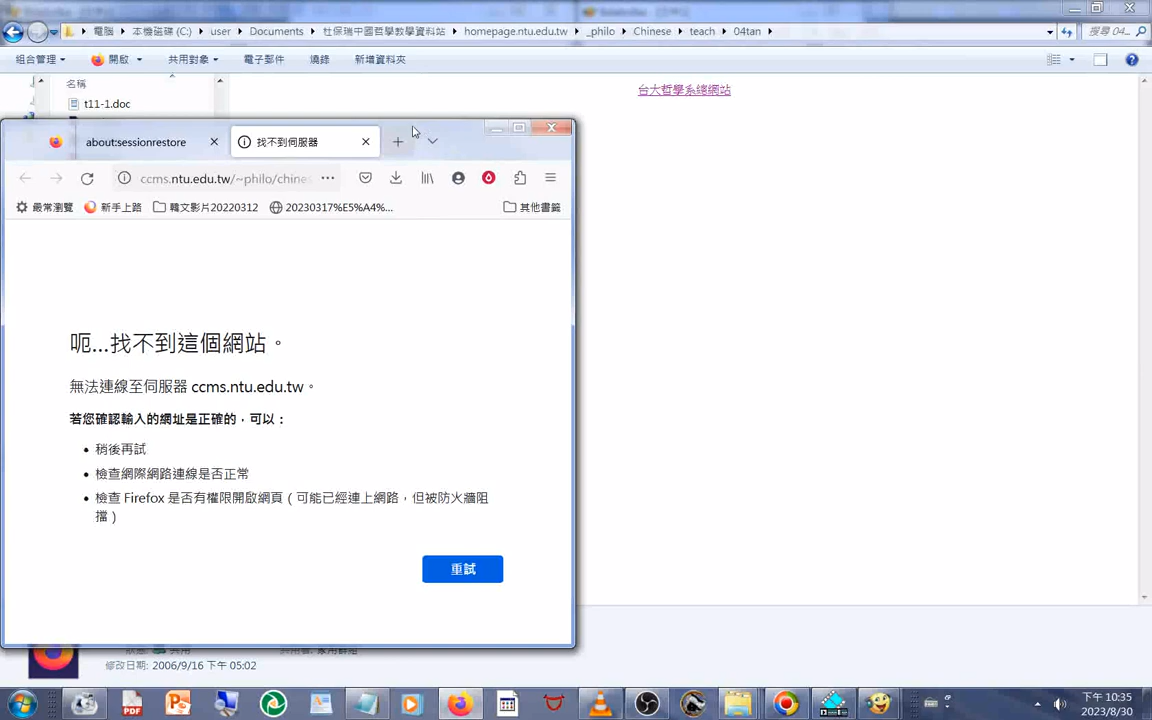 電腦 本機磁碟 (C:) user Documents 杜保瑞中國哲學教學資料站 homepage.ntu.edu.tw _philo Chinese teach 04tan
搜尋 04...
組合管理 開啟 共用對象 電子郵件 燒錄 新增資料夾
名稱
台大哲學系總網站
t11-1.doc
about:sessionrestore
找不到伺服器
ccms.ntu.edu.tw/~philo/chine
最常瀏覽 新手上路 韓文影片20220312 20230317%E5%A4%... 其他書籤
呃...找不到這個網站。
無法連線至伺服器 ccms.ntu.edu.tw。
若您確認輸入的網址是正確的，可以：
稍後再試
檢查網際網路連線是否正常
檢查 Firefox 是否有權限開啟網頁（可能已經連上網路，但被防火牆阻
擋）
重試
修改日期: 2006/9/16 下午 05:02
下午 10:35
2023/8/30